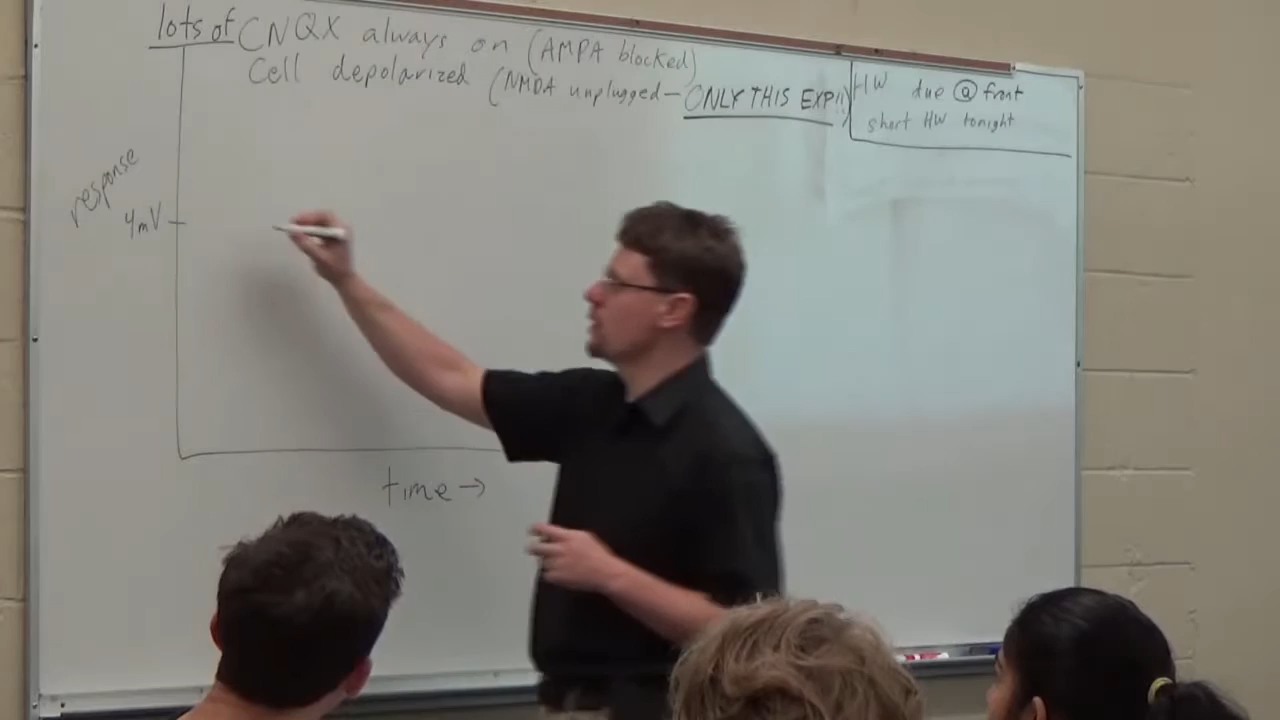 lots of CNQX always on (AMPA blocked)
Cell depolarized (NMDA unplugged— ONLY THIS EXP!!)
HW due @ front
short HW tonight
response
4mV
time →